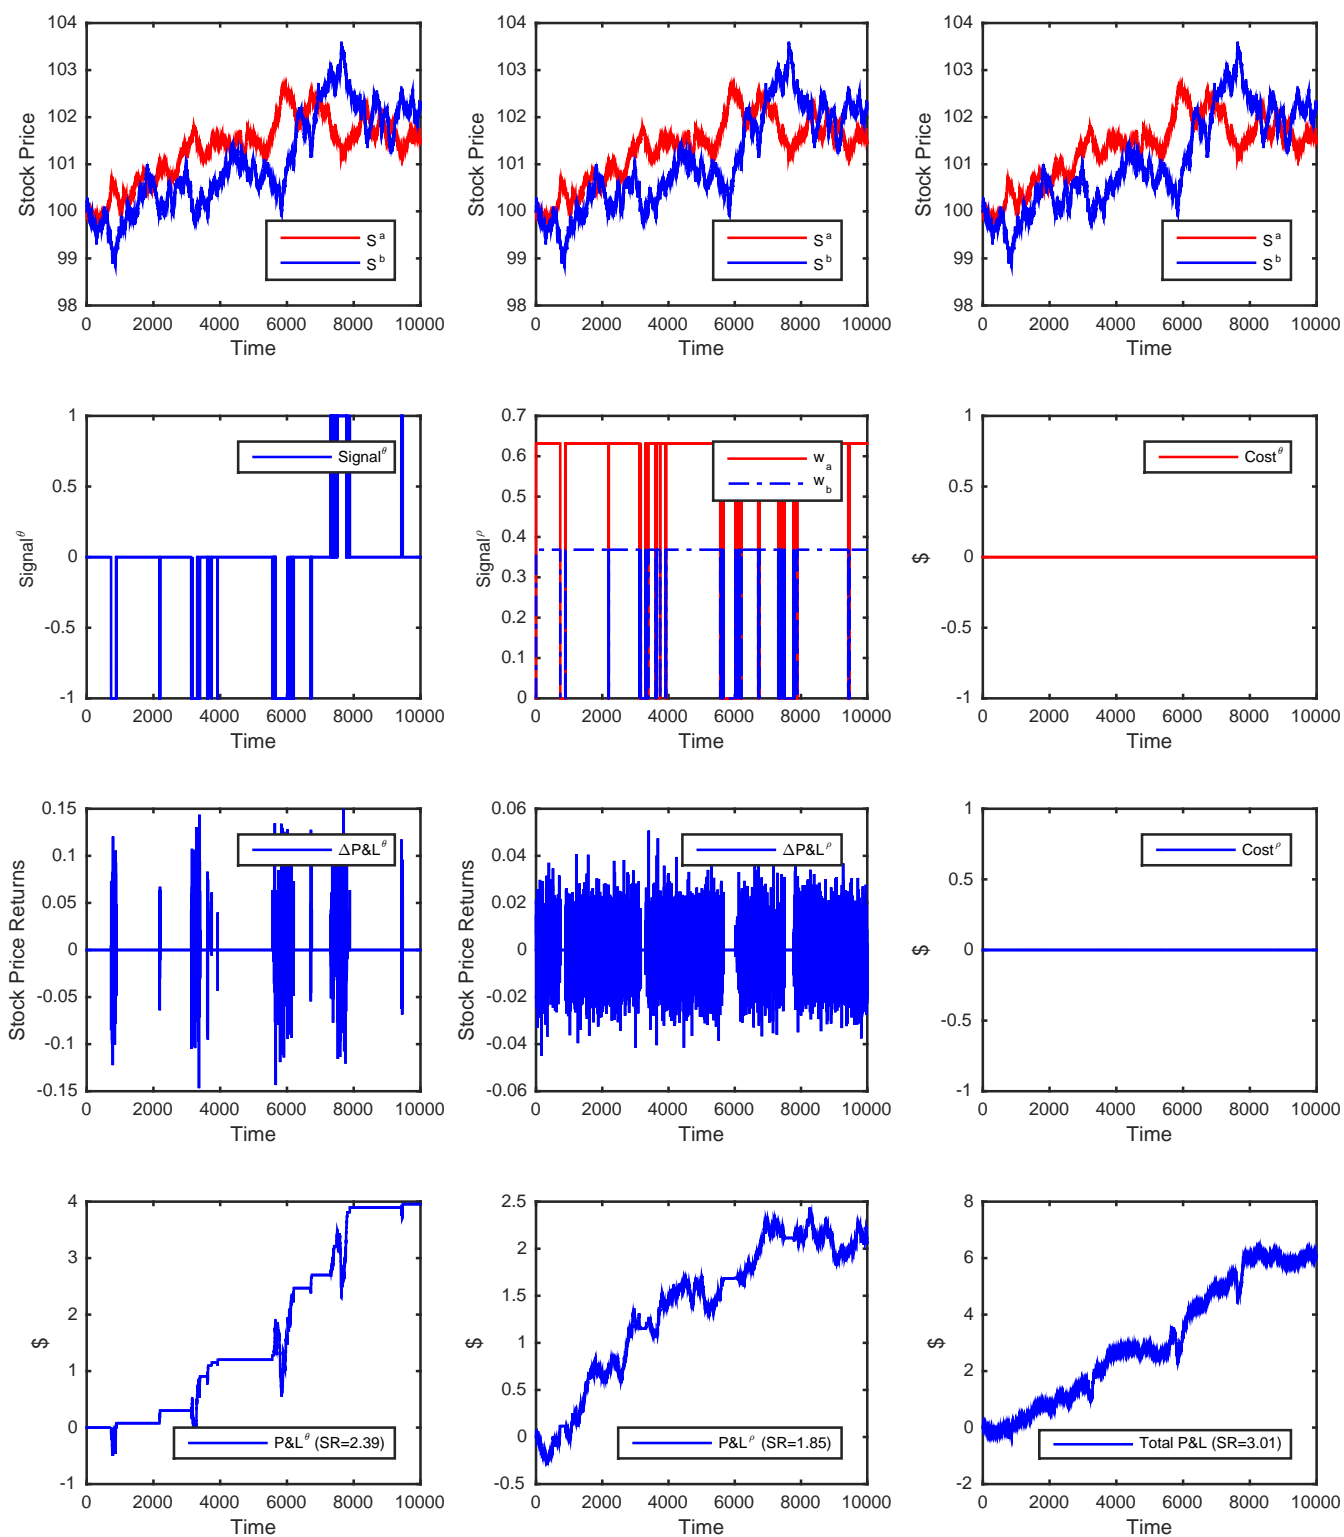 104
103
102
101
100
99
98
Stock Price
S^a
S^b
0 2000 4000 6000 8000 10000
Time
104
103
102
101
100
99
98
Stock Price
S^a
S^b
0 2000 4000 6000 8000 10000
Time
104
103
102
101
100
99
98
Stock Price
S^a
S^b
0 2000 4000 6000 8000 10000
Time
1
0.5
0
-0.5
-1
Signal^θ
Signal^θ
0 2000 4000 6000 8000 10000
Time
0.7
0.6
0.5
0.4
0.3
0.2
0.1
0
Signal^ρ
w_a
w_b
0 2000 4000 6000 8000 10000
Time
1
0.5
0
-0.5
-1
$
Cost^θ
0 2000 4000 6000 8000 10000
Time
0.15
0.1
0.05
0
-0.05
-0.1
-0.15
Stock Price Returns
ΔP&L^θ
0 2000 4000 6000 8000 10000
Time
0.06
0.04
0.02
0
-0.02
-0.04
-0.06
Stock Price Returns
ΔP&L^ρ
0 2000 4000 6000 8000 10000
Time
1
0.5
0
-0.5
-1
$
Cost^ρ
0 2000 4000 6000 8000 10000
Time
4
3
2
1
0
-1
$
P&L^θ (SR=2.39)
0 2000 4000 6000 8000 10000
Time
2.5
2
1.5
1
0.5
0
-0.5
$
P&L^ρ (SR=1.85)
0 2000 4000 6000 8000 10000
Time
8
6
4
2
0
-2
$
Total P&L (SR=3.01)
0 2000 4000 6000 8000 10000
Time